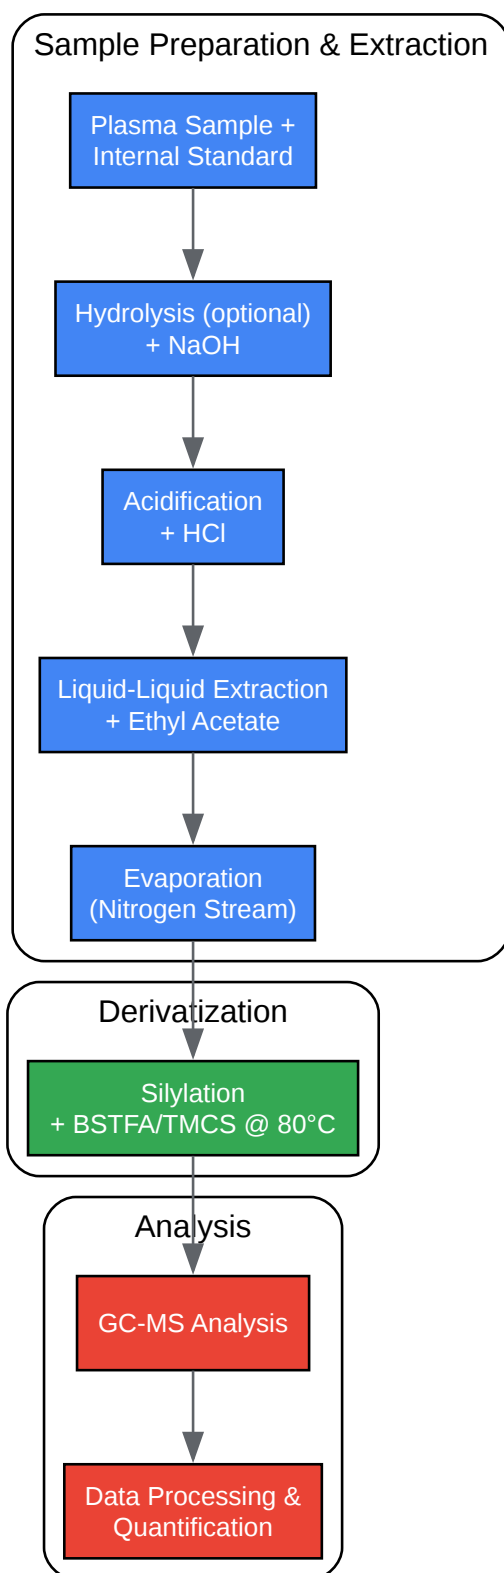 Sample Preparation & Extraction
Plasma Sample +
Internal Standard
Hydrolysis (optional)
+ NaOH
Acidification
+ HCl
Liquid-Liquid Extraction
+ Ethyl Acetate
Evaporation
(Nitrogen Stream)
Derivatization
Silylation
+ BSTFA/TMCS @ 80°C
Analysis
GC-MS Analysis
Data Processing &
Quantification